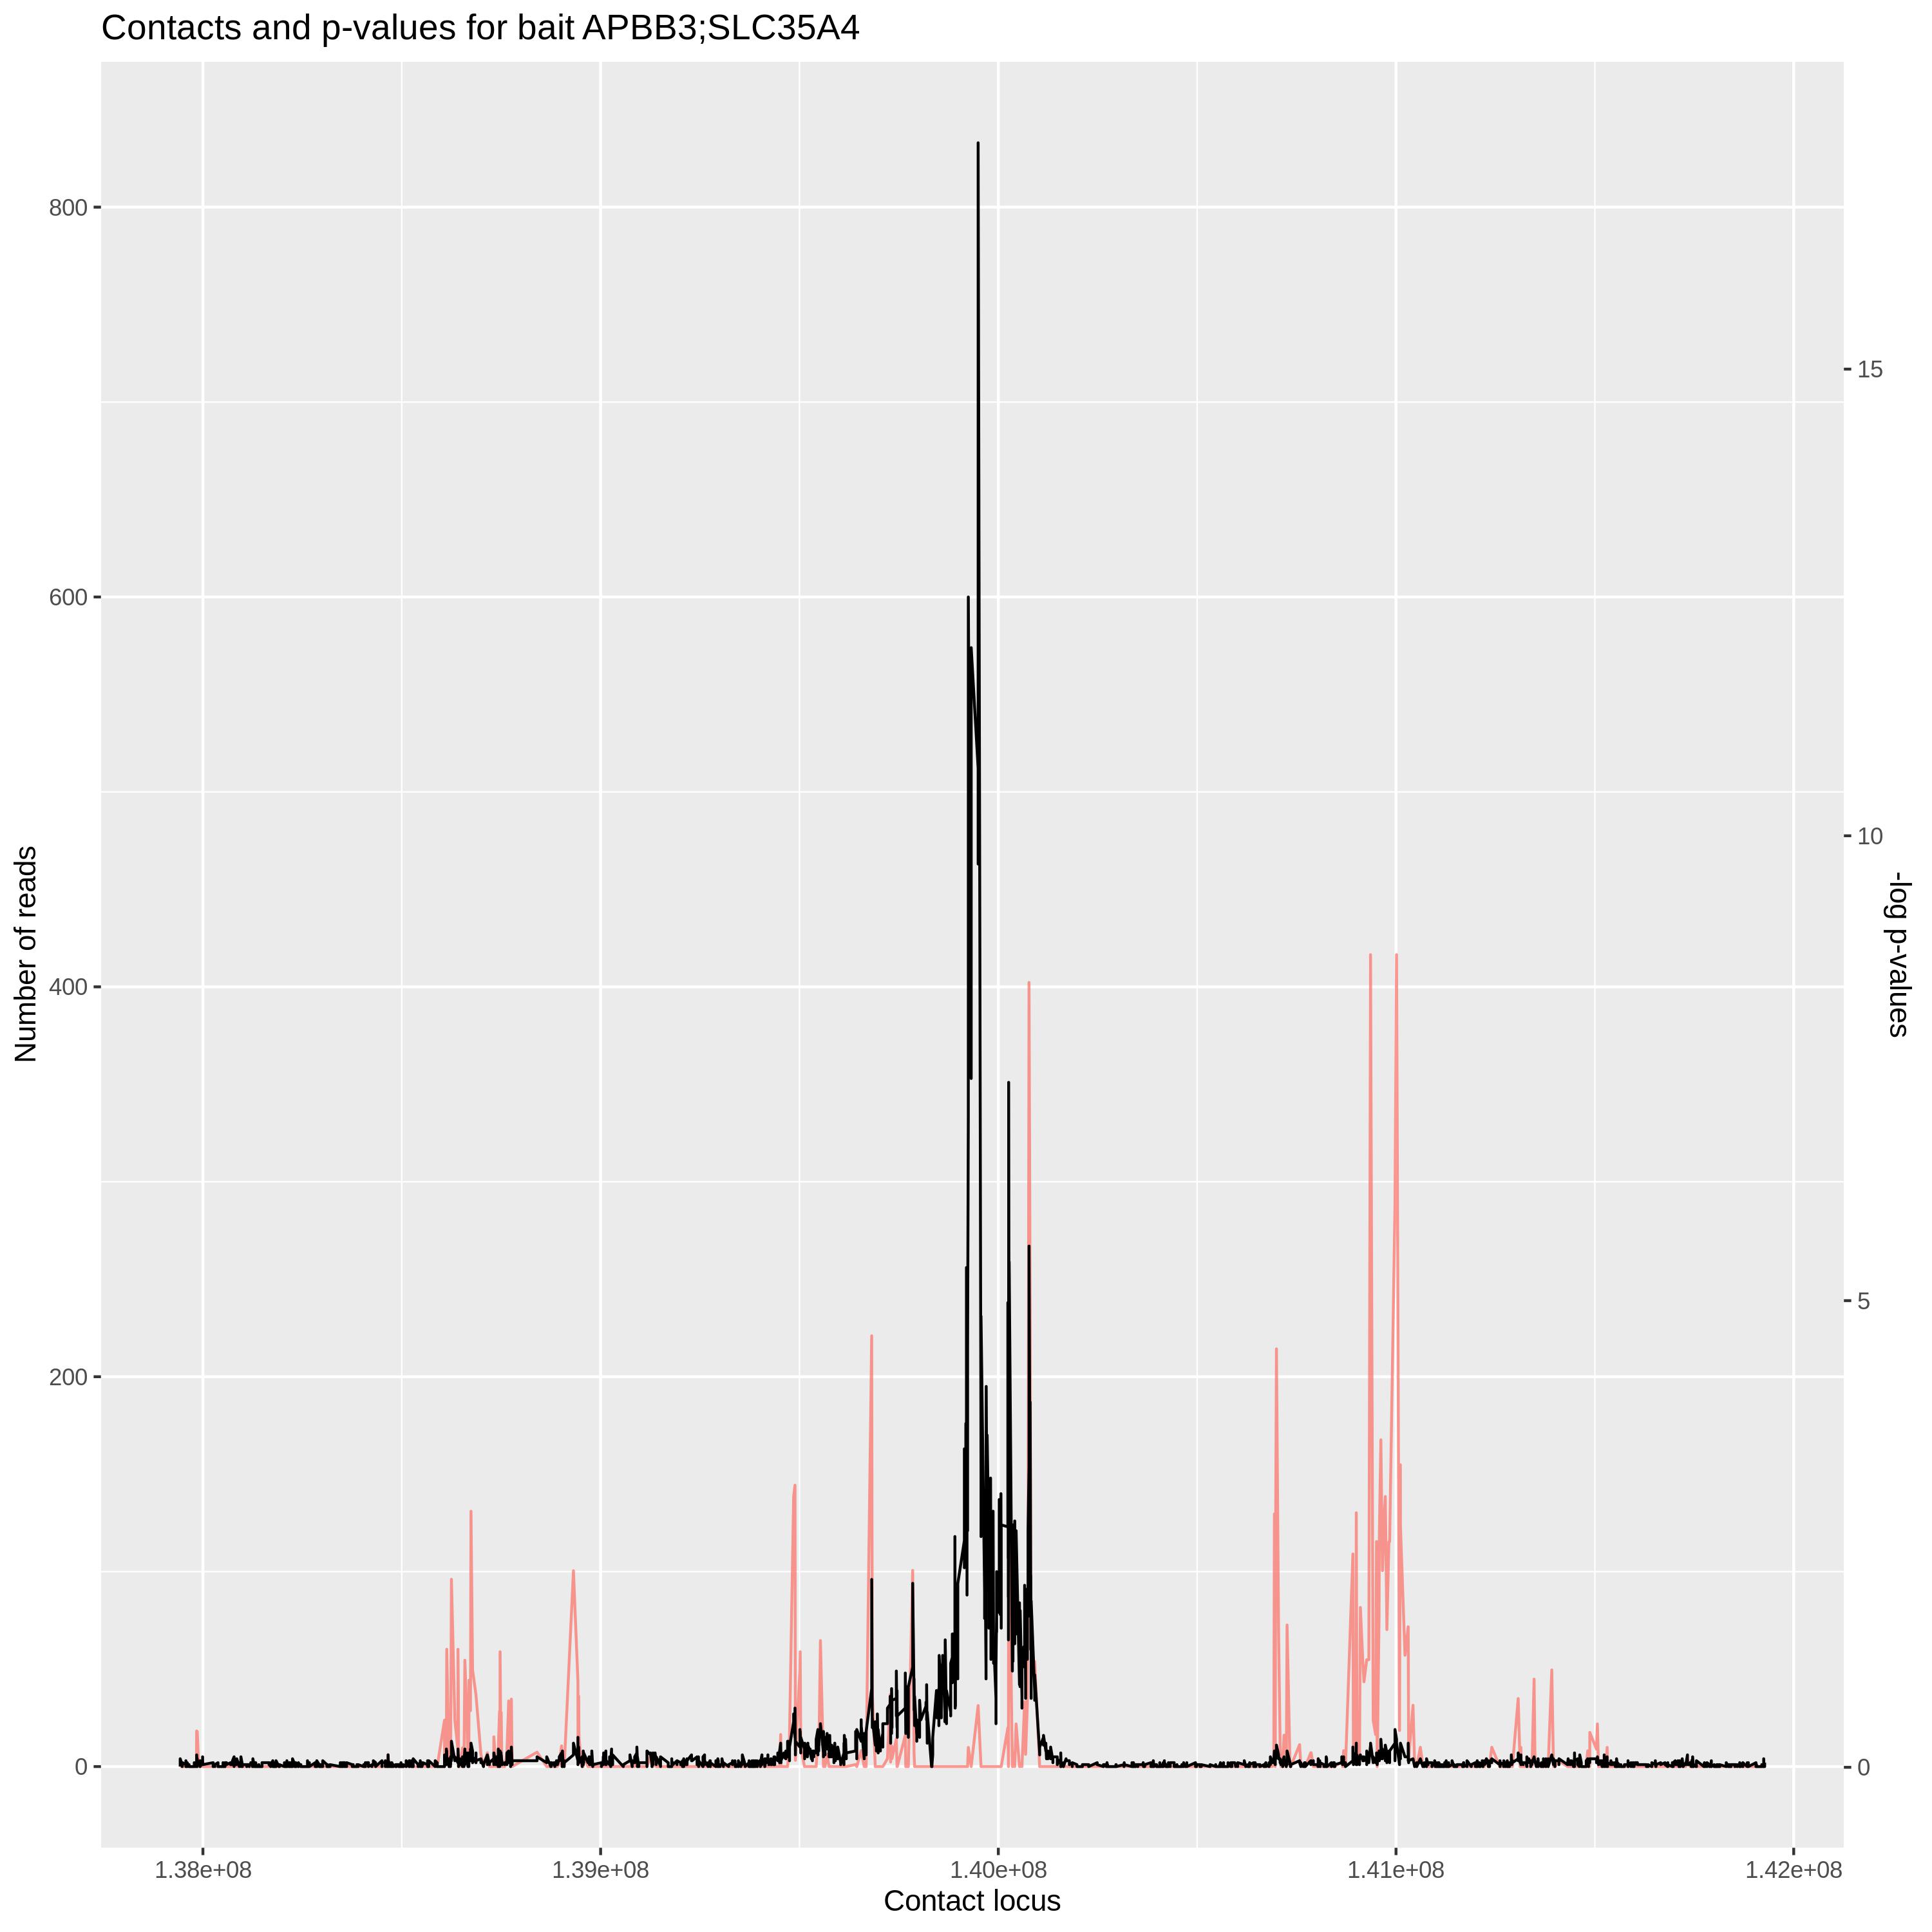 Contacts and p-values for bait APBB3;SLC35A4
800
600
400
200
0
Number of reads
15
10
5
0
-log p-values
1.38e+08
1.39e+08
1.40e+08
1.41e+08
1.42e+08
Contact locus